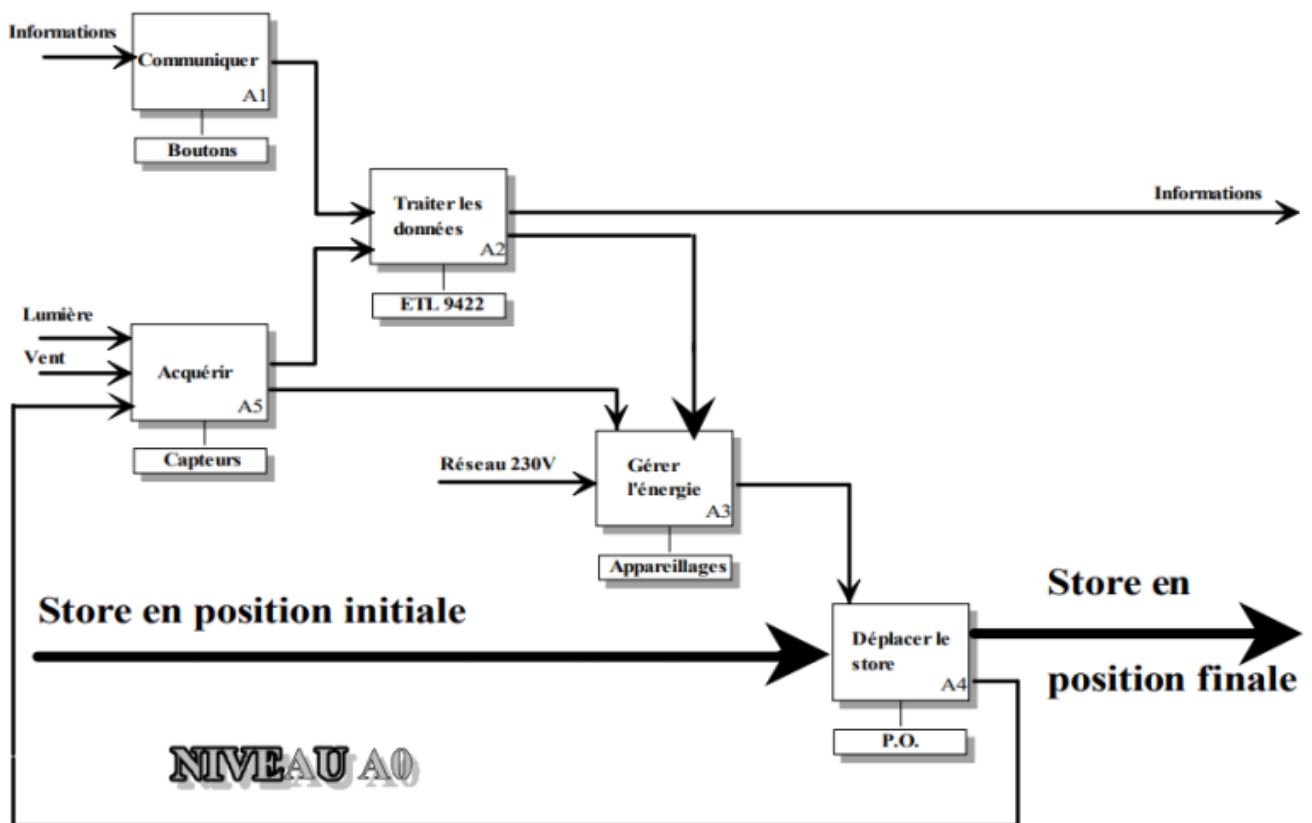 Informations
Communiquer
A1
Boutons
Traiter les
données
A2
ETL 9422
Informations
Lumière
Vent
Acquérir
A5
Capteurs
Réseau 230V
Gérer
l'énergie
A3
Appareillages
Store en position initiale
Déplacer le
store
A4
P.O.
Store en
position finale
NIVEAU A0